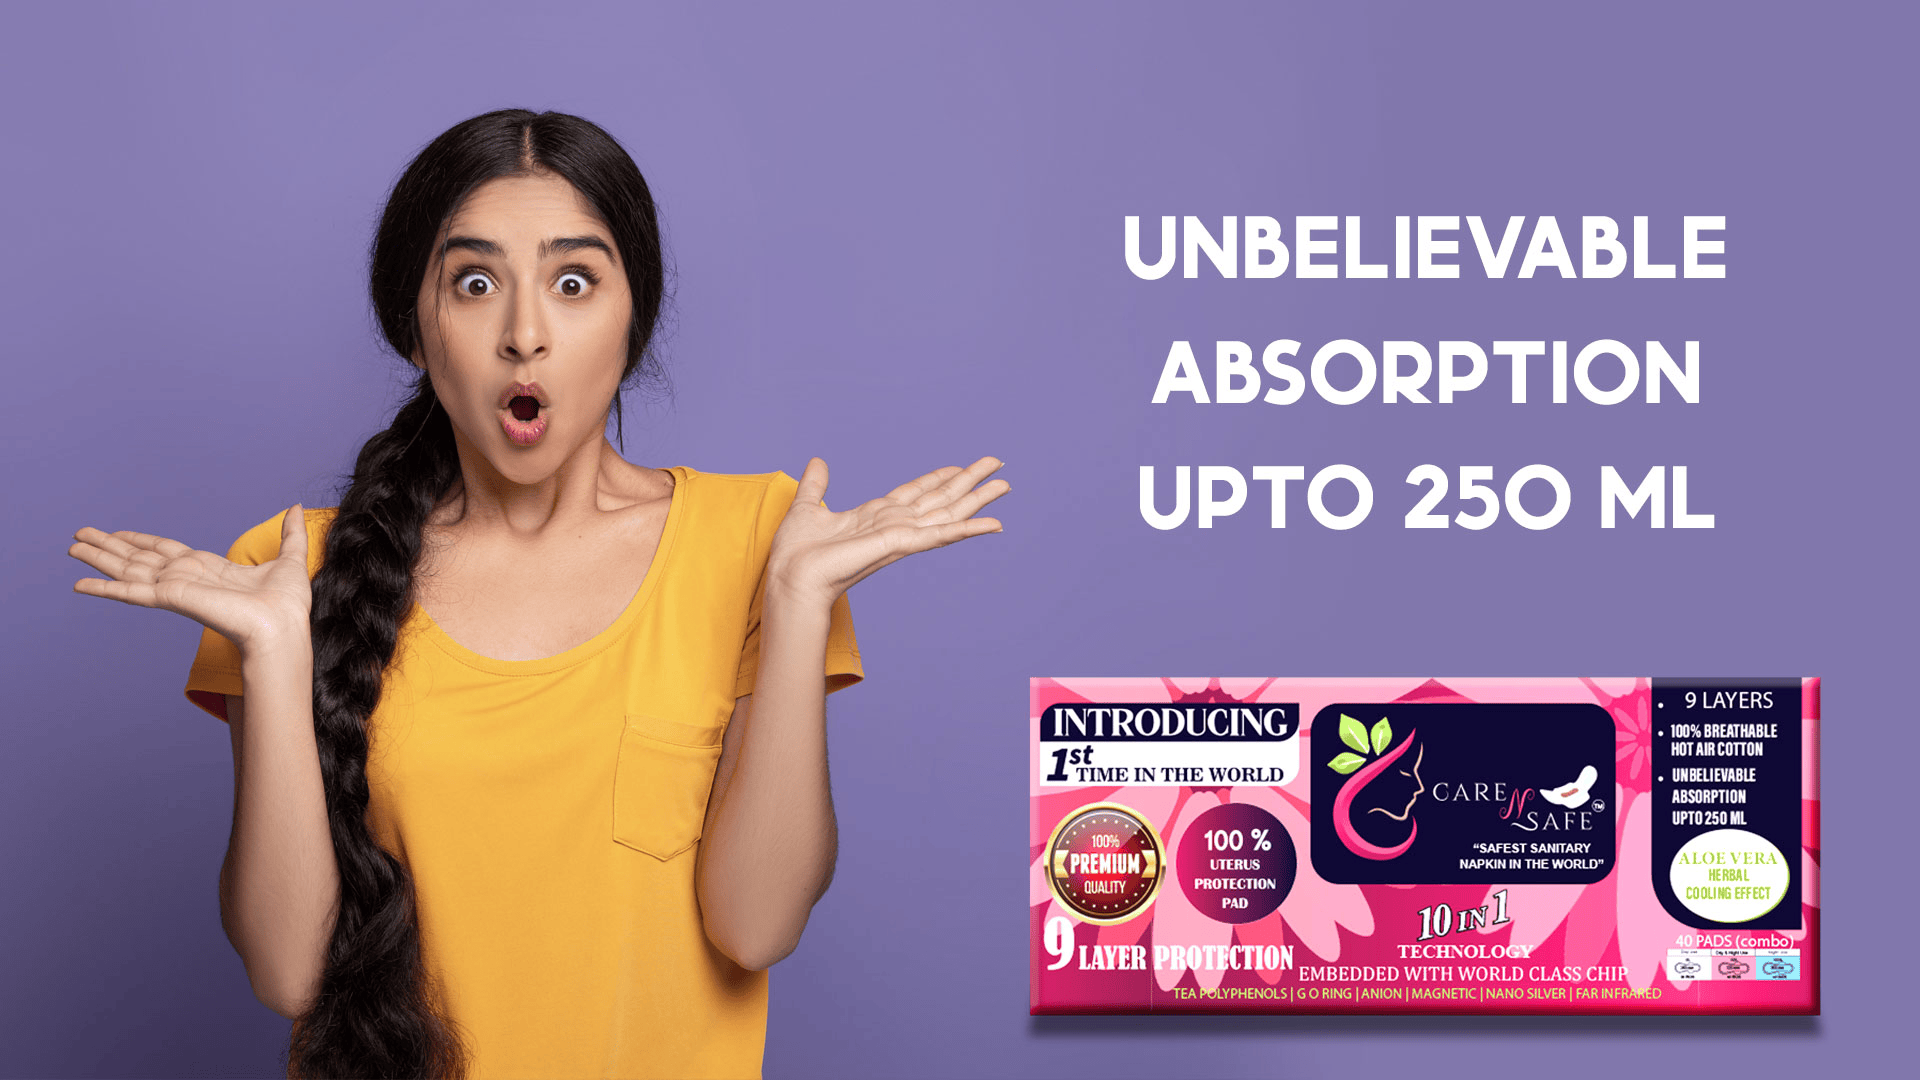 UNBELIEVABLE
ABSORPTION
UPTO 250 ML
INTRODUCING
1st
TIME IN THE WORLD
100%
PREMIUM
QUALITY
100 %
UTERUS
PROTECTION
PAD
9 LAYER PROTECTION
CARE N
SAFE
TM
"SAFEST SANITARY
NAPKIN IN THE WORLD"
10 IN 1
TECHNOLOGY
EMBEDDED WITH WORLD CLASS CHIP
TEA POLYPHENOLS | G O RING | ANION | MAGNETIC | NANO SILVER | FAR INFRARED
• 9 LAYERS
• 100% BREATHABLE
HOT AIR COTTON
• UNBELIEVABLE
ABSORPTION
UPTO 250 ML
ALOE VERA
HERBAL
COOLING EFFECT
40 PADS (combo)